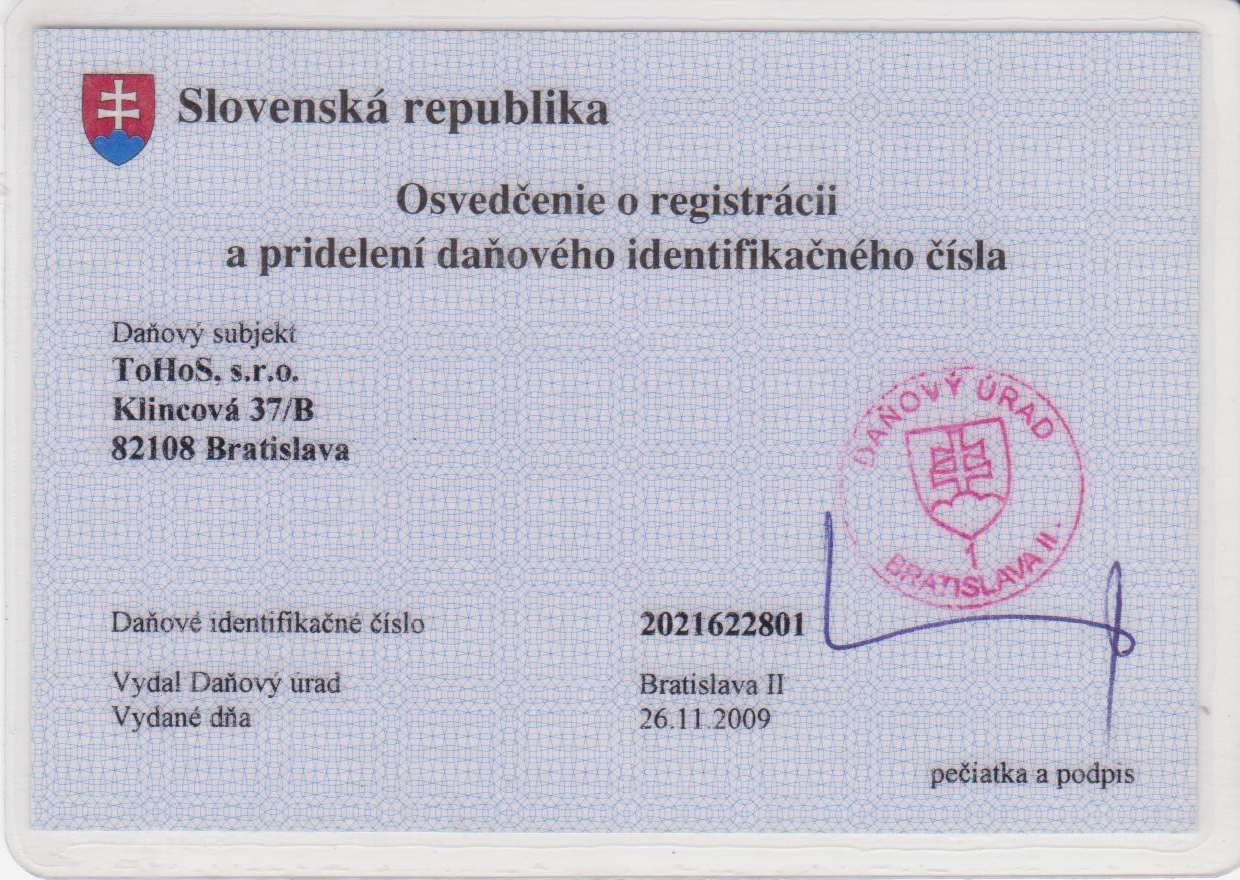 Slovenská republika
Osvedčenie o registrácii
a pridelení daňového identifikačného čísla
Daňový subjekt
ToHoS, s.r.o.
Klincová 37/B
82108 Bratislava
DAŇOVÝ ÚRAD
1
BRATISLAVA II.
Daňové identifikačné číslo 2021622801
Vydal Daňový úrad Bratislava II
Vydané dňa 26.11.2009
pečiatka a podpis